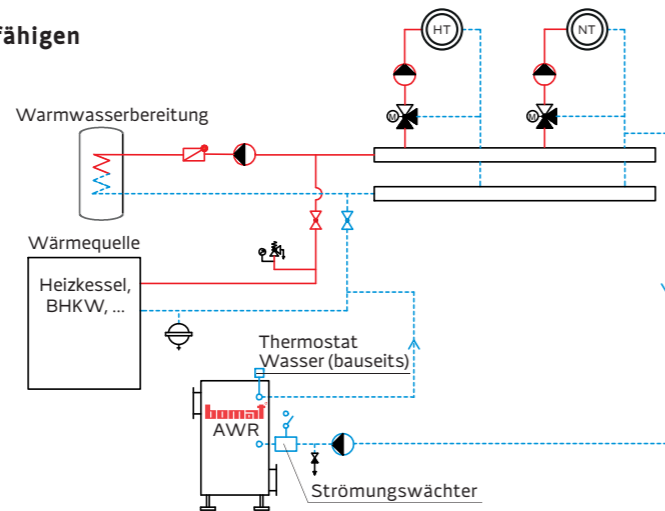 fähigen
HT
NT
M
M
Warmwasserbereitung
Wärmequelle
Heizkessel,
BHKW, ...
Thermostat
Wasser (bauseits)
bomat
AWR
Strömungswächter